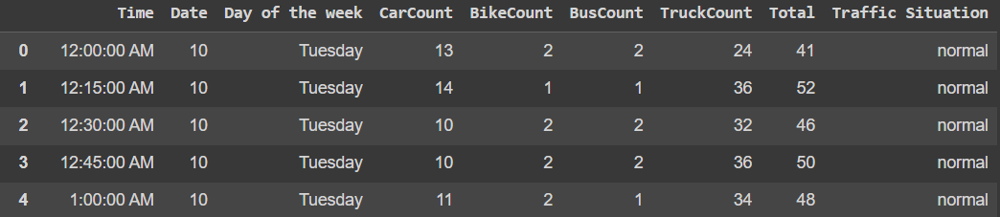 Time Date Day of the week CarCount BikeCount BusCount TruckCount Total Traffic Situation
0 12:00:00 AM 10 Tuesday 13 2 2 24 41 normal
1 12:15:00 AM 10 Tuesday 14 1 1 36 52 normal
2 12:30:00 AM 10 Tuesday 10 2 2 32 46 normal
3 12:45:00 AM 10 Tuesday 10 2 2 36 50 normal
4 1:00:00 AM 10 Tuesday 11 2 1 34 48 normal